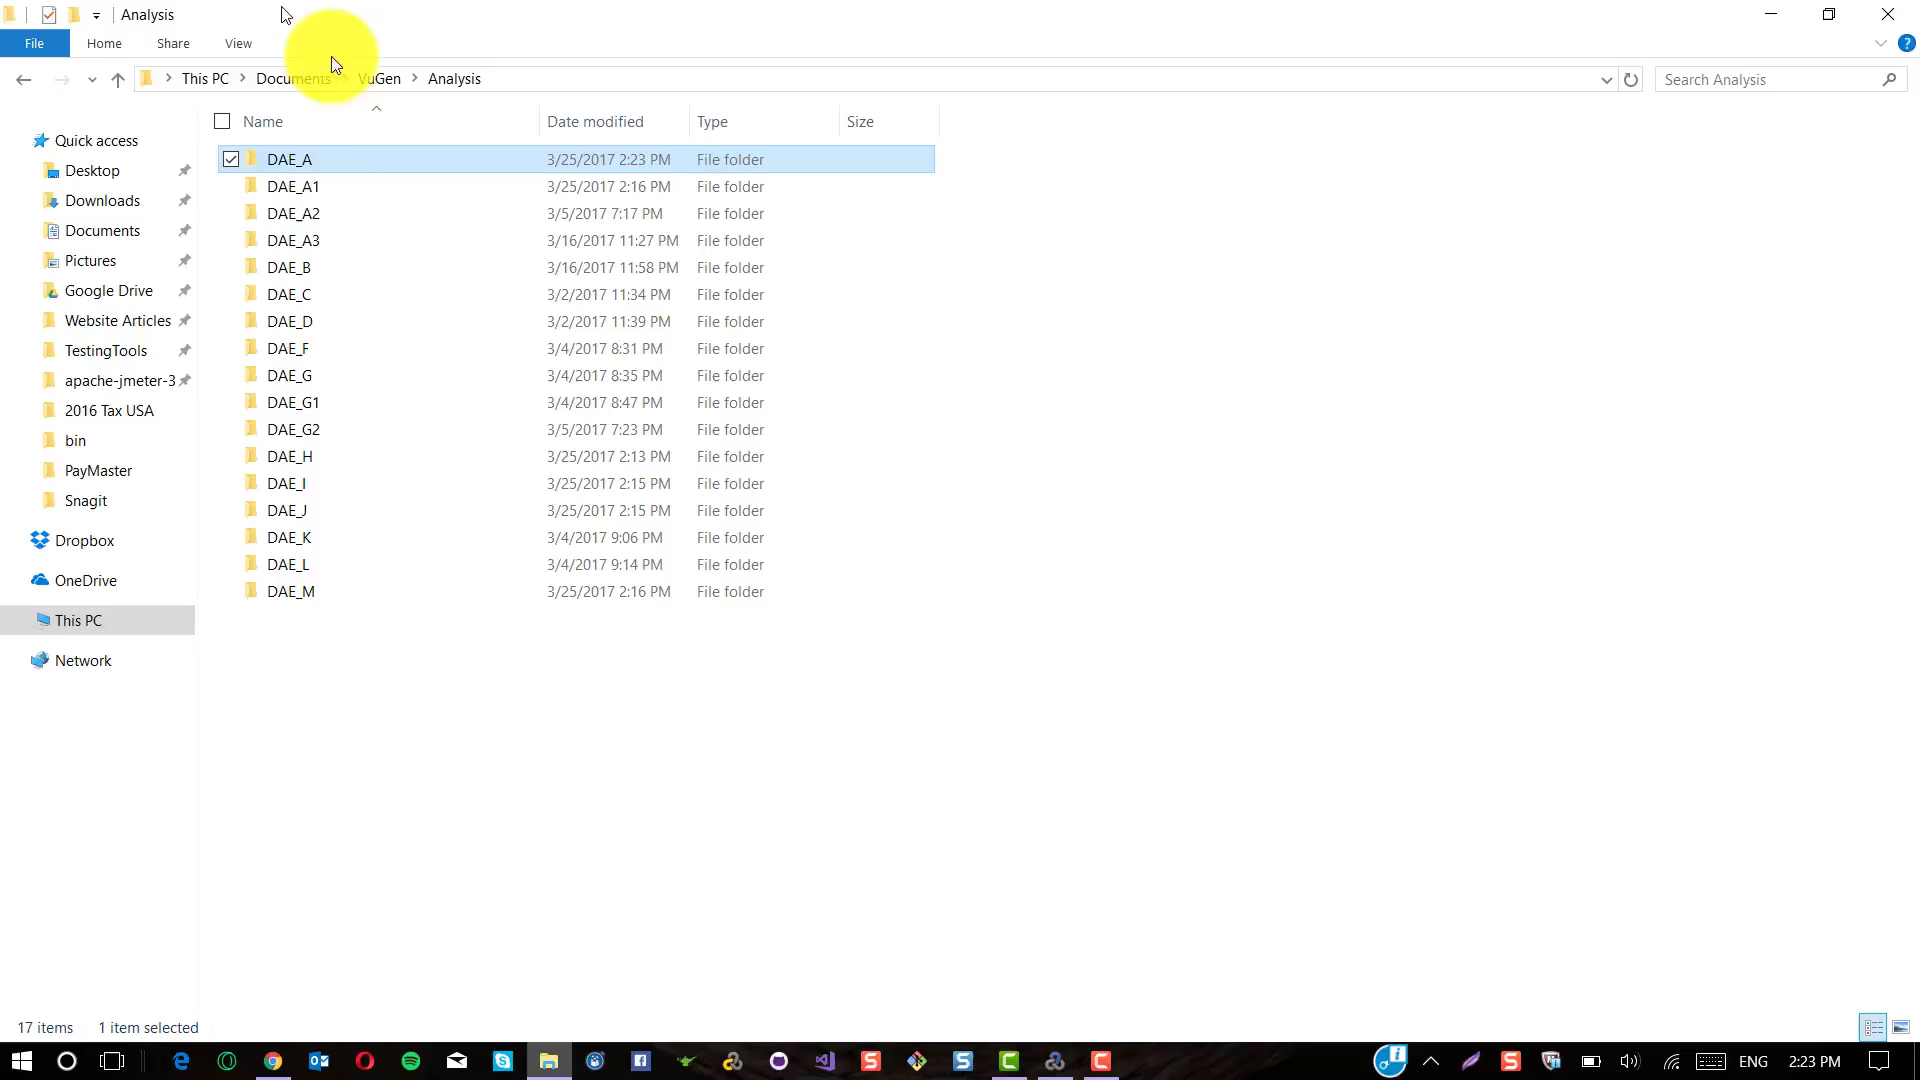 Analysis
File Home Share View
This PC Documents VuGen Analysis
Search Analysis
Name Date modified Type Size
Quick access
Desktop
Downloads
Documents
Pictures
Google Drive
Website Articles
TestingTools
apache-jmeter-3
2016 Tax USA
bin
PayMaster
Snagit
Dropbox
OneDrive
This PC
Network
DAE_A 3/25/2017 2:23 PM File folder
DAE_A1 3/25/2017 2:16 PM File folder
DAE_A2 3/5/2017 7:17 PM File folder
DAE_A3 3/16/2017 11:27 PM File folder
DAE_B 3/16/2017 11:58 PM File folder
DAE_C 3/2/2017 11:34 PM File folder
DAE_D 3/2/2017 11:39 PM File folder
DAE_F 3/4/2017 8:31 PM File folder
DAE_G 3/4/2017 8:35 PM File folder
DAE_G1 3/4/2017 8:47 PM File folder
DAE_G2 3/5/2017 7:23 PM File folder
DAE_H 3/25/2017 2:13 PM File folder
DAE_I 3/25/2017 2:15 PM File folder
DAE_J 3/25/2017 2:15 PM File folder
DAE_K 3/4/2017 9:06 PM File folder
DAE_L 3/4/2017 9:14 PM File folder
DAE_M 3/25/2017 2:16 PM File folder
17 items 1 item selected
ENG 2:23 PM